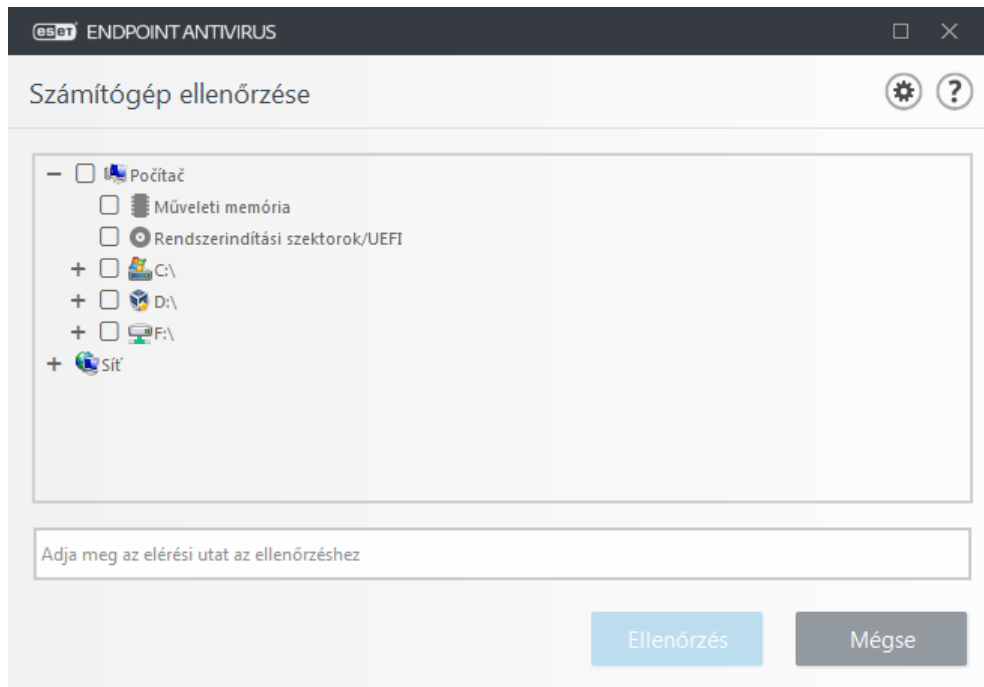 eset ENDPOINT ANTIVIRUS
Számítógép ellenőrzése
?
Počítač
Műveleti memória
Rendszerindítási szektorok/UEFI
C:\
D:\
F:\
Síť
Adja meg az elérési utat az ellenőrzéshez
Ellenőrzés Mégse